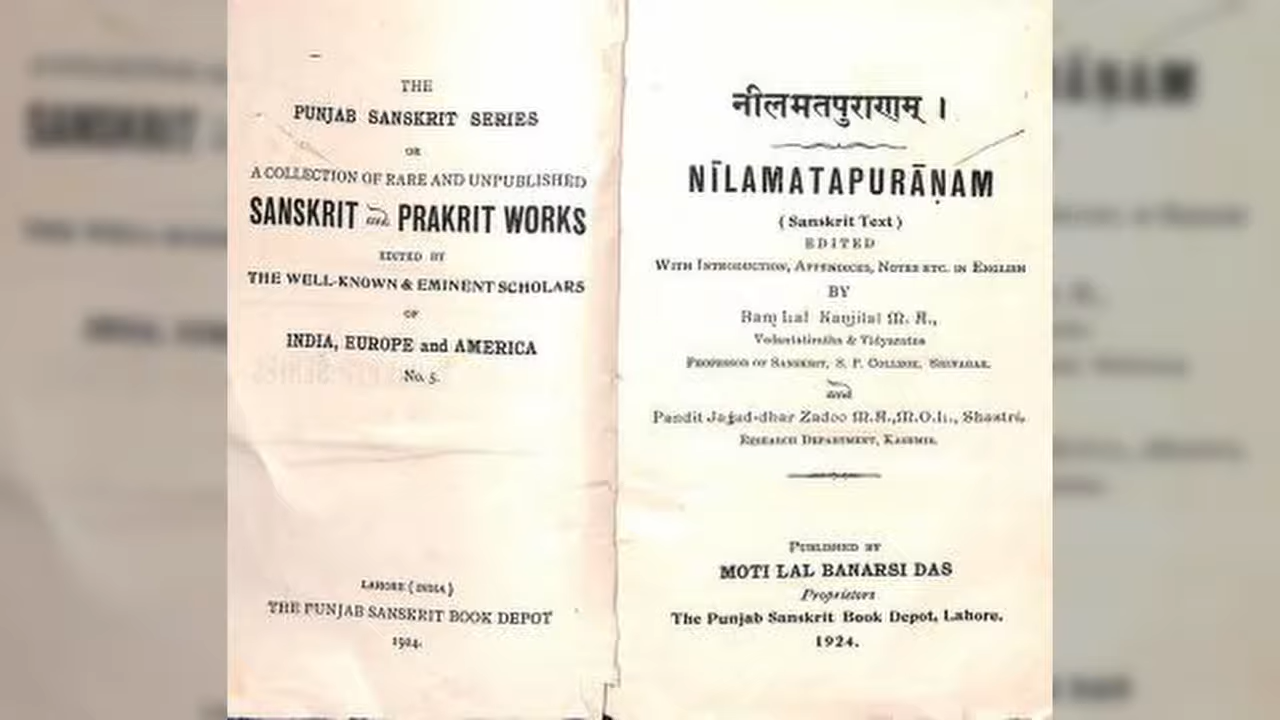 THE
PUNJAB SANSKRIT SERIES
OR
A COLLECTION OF RARE AND UNPUBLISHED
SANSKRIT and PRAKRIT WORKS
EDITED BY
THE WELL-KNOWN & EMINENT SCHOLARS
OF
INDIA, EUROPE and AMERICA
No. 5.
LAHORE (INDIA)
THE PUNJAB SANSKRIT BOOK DEPOT
1924.
नीलमतपुराणम् ।
NĪLAMATAPURĀṆAM
(Sanskrit Text)
EDITED
WITH INTRODUCTION, APPENDICES, NOTES ETC. IN ENGLISH
BY
Ram Lal Kanjilal M. A.,
Vedantatirtha & Vidyaratna
PROFESSOR OF SANSKRIT, S. P. COLLEGE, SRINAGAR.
and
Pandit Jagad-dhar Zadoo M.A.,M.O.L., Shastri,
RESEARCH DEPARTMENT, KASHMIR.
PUBLISHED BY
MOTI LAL BANARSI DAS
Proprietors
The Punjab Sanskrit Book Depot, Lahore.
1924.